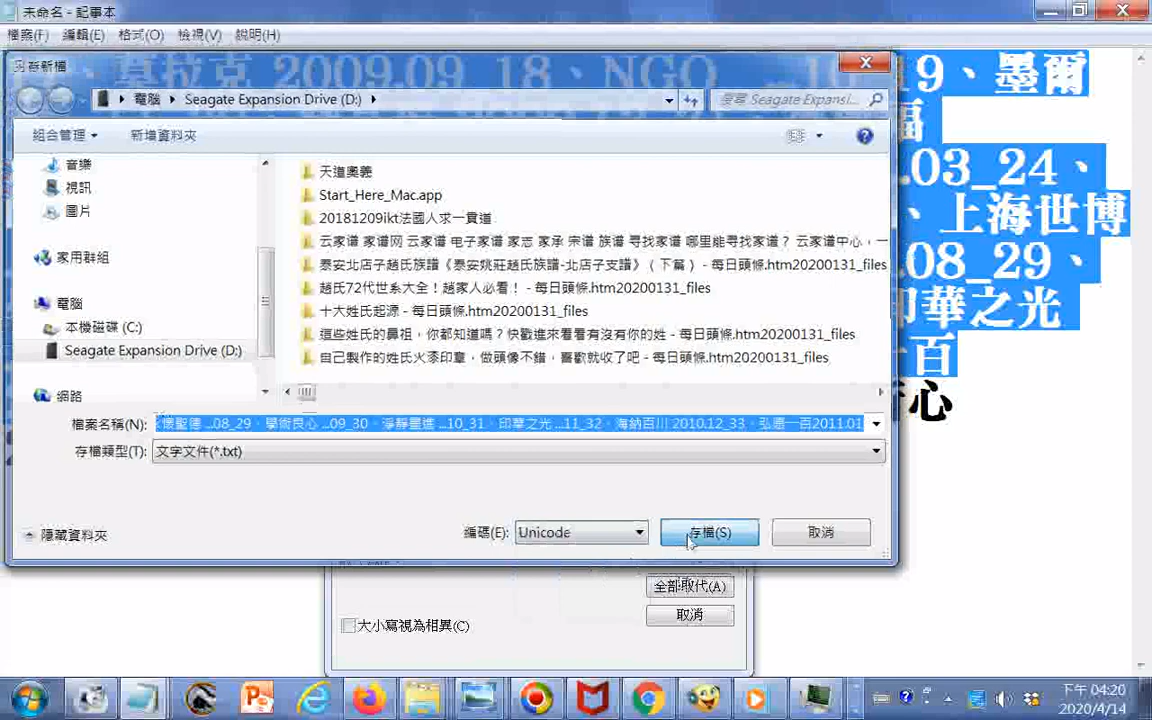 未命名 - 記事本
檔案(F) 編輯(E) 格式(O) 檢視(V) 說明(H)
另存新檔
2009.09_18、NGO ...10_19、墨爾
電腦 Seagate Expansion Drive (D:)
搜尋 Seagate Expansi...
組合管理 新增資料夾
音樂
視訊
圖片
家用群組
電腦
本機磁碟 (C:)
Seagate Expansion Drive (D:)
網路
天道奧義
Start_Here_Mac.app
20181209ikt法國人求一貫道
云家谱 家谱网 云家谱 电子家谱 家志 家承 宗谱 族谱 寻找家谱 哪里能寻找家谱？ 云家谱中心，一
泰安北店子趙氏族譜《泰安姚莊趙氏族譜-北店子支譜》（下篇） - 每日頭條.htm20200131_files
趙氏72代世系大全！趙家人必看！ - 每日頭條.htm20200131_files
十大姓氏起源 - 每日頭條.htm20200131_files
這些姓氏的鼻祖，你都知道嗎？快戳進來看看有沒有你的姓 - 每日頭條.htm20200131_files
自己製作的姓氏火漆印章，做頭像不錯，喜歡就收了吧 - 每日頭條.htm20200131_files
.03_24、
、上海世博
.08_29、
印華之光
百
心
檔案名稱(N): 懷聖德 ...08_29、學術良心 ...09_30、淨靜靈進 ...10_31、印華之光 ...11_32、海納百川 2010.12_33、弘愿一百2011.01
存檔類型(T): 文字文件(*.txt)
隱藏資料夾
編碼(E): Unicode 存檔(S) 取消
全部取代(A)
取消
大小寫視為相異(C)
下午 04:20
2020/4/14